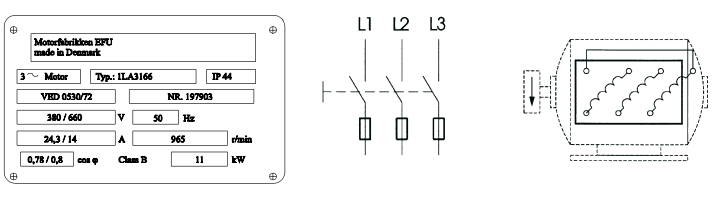 Motorfabrikken EFU
made in Denmark
3 ~ Motor Typ.: 1LA3166 IP 44
VED 0530/72 NR. 197903
380 / 660 V 50 Hz
24,3 / 14 A 965 r/min
0,78 / 0,8 cos φ Class B 11 kW
L1 L2 L3